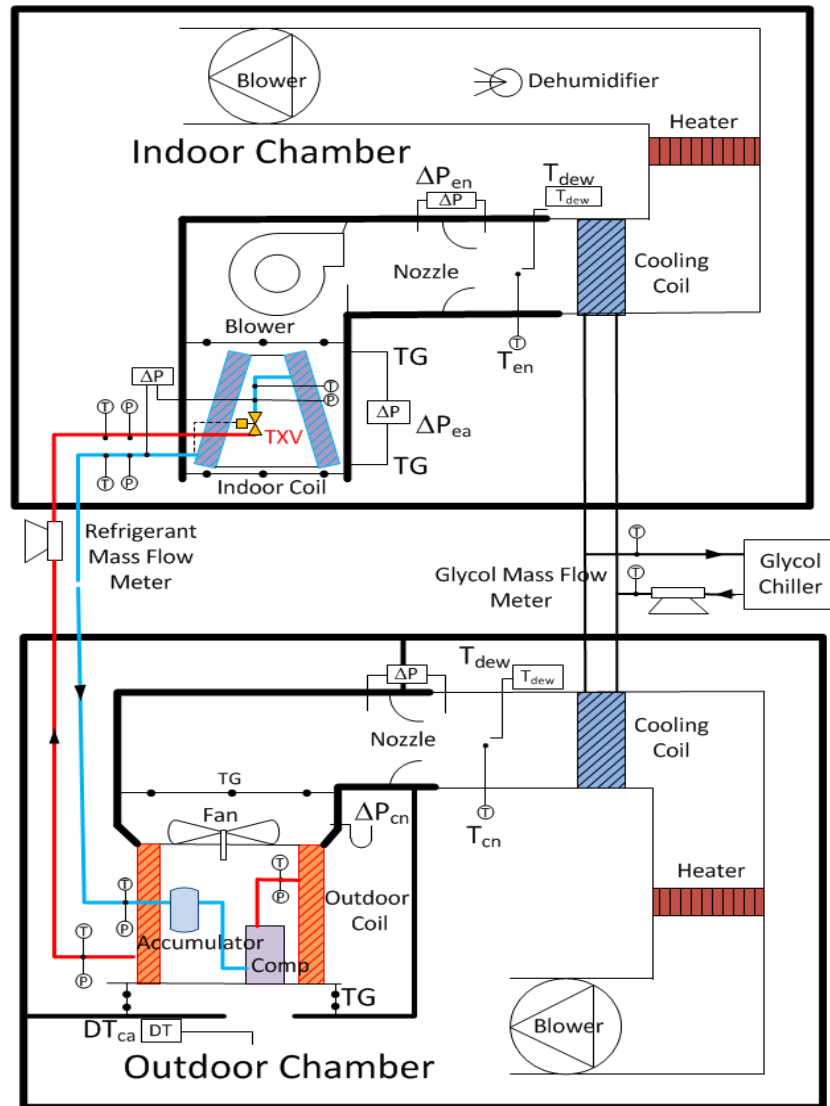 Blower
Dehumidifier
Heater
Indoor Chamber
ΔPen
ΔP
Tdew
Tdew
Nozzle
Cooling
Coil
Blower
Ten
TG
ΔP
T
P
ΔP
ΔPea
T
P
TXV
TG
T
P
Indoor Coil
Refrigerant
Mass Flow
Meter
T
Glycol Mass Flow
Meter
T
Glycol
Chiller
Tdew
ΔP
Tdew
Nozzle
Cooling
Coil
TG
Fan
ΔPcn
T
Tcn
T
P
T
P
Outdoor
Coil
Heater
Accumulator
Comp
T
P
TG
DTca
DT
Blower
Outdoor Chamber
T